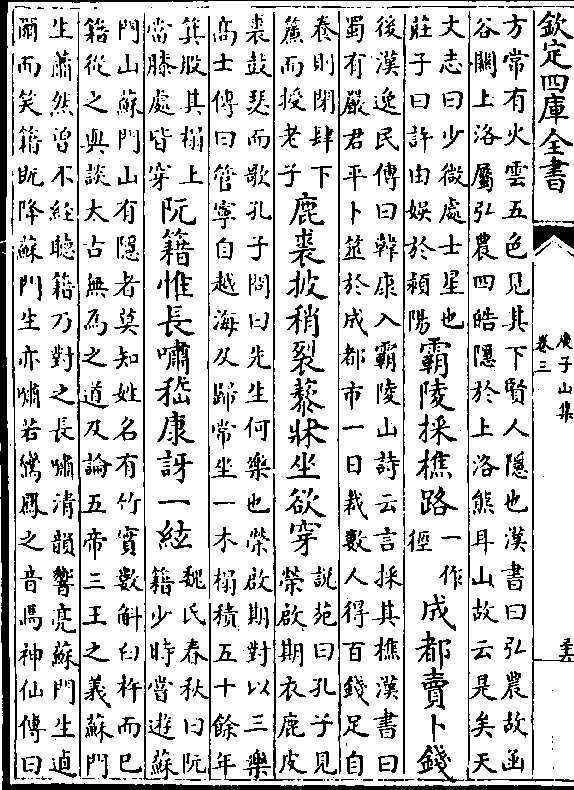 欽定四庫全書
庾子山集
卷三
方常有火雲五色見其下賢人隱也漢書曰弘農故函
谷關上洛屬弘農四皓隱於上洛熊耳山故云是矣天
文志曰少微處士星也
莊子曰許由娛於潁陽
霸陵採樵路
一作
徑
成都賣卜錢
後漢逸民傳曰韓康入霸陵山詩云言採其樵漢書曰
蜀有嚴君平卜筮於成都市一日裁數人得百錢足自
養則閉肆下
簾而授老子
鹿裘披稍裂藜牀坐欲穿
說苑曰孔子見
榮啟期衣鹿皮
裘鼓瑟而歌孔子問曰先生何樂也榮啟期對以三樂
高士傳曰管寧自越海及歸常坐一木榻積五十餘年
箕股其榻上
當膝處皆穿
阮籍惟長嘯嵇康訝一絃
魏氏春秋曰阮
籍少時嘗遊蘇
門山蘇門山有隱者莫知姓名有竹實數斛臼杵而已
籍從之與談太古無為之道及論五帝三王之義蘇門
生蕭然曾不經聽籍乃對之長嘯清韻響亮蘇門生逌
爾而笑籍既降蘇門生亦嘯若鸞鳳之音焉神仙傳曰